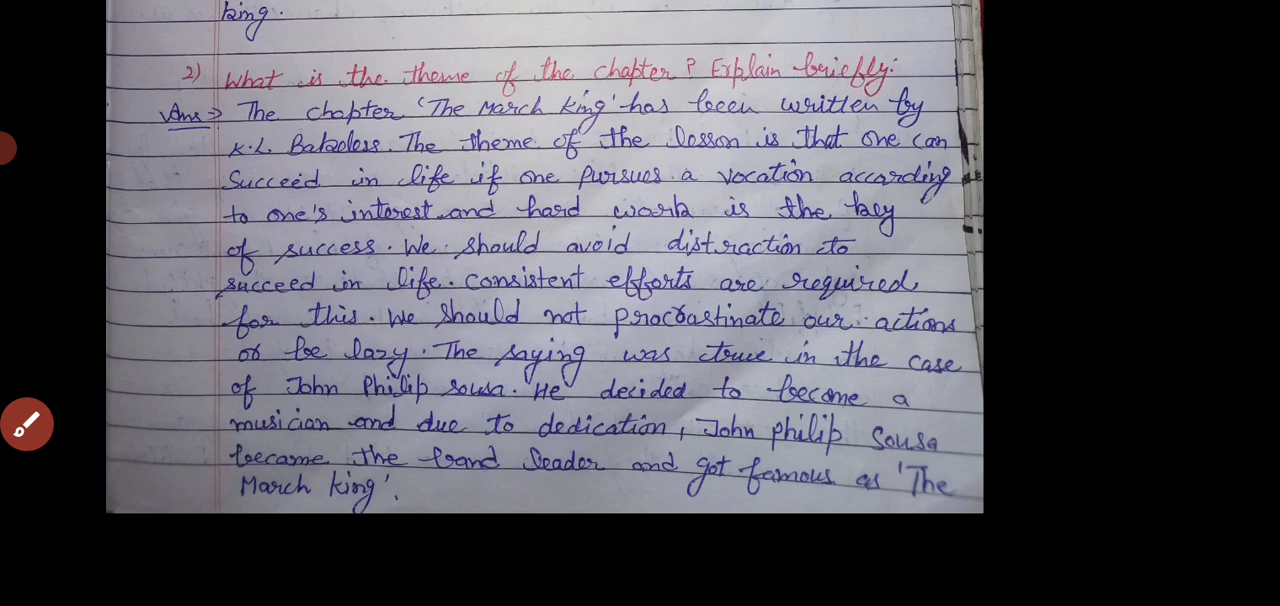 king.
2) What is the theme of the chapter? Explain briefly.
Ans⇒ The chapter 'The March King' has been written by
K.L. Batodoss. The theme of the lesson is that one can
Succeed in life if one pursues a vocation according
to one's interest and hard work is the key
of success. We should avoid distraction to
succeed in life. consistent efforts are required
for this. We should not procrastinate our actions
or be lazy. The saying was true in the case
of John Philip Sousa. He decided to become a
musician and due to dedication, John Philip Sousa
became the band leader and got famous as 'The
March King'.